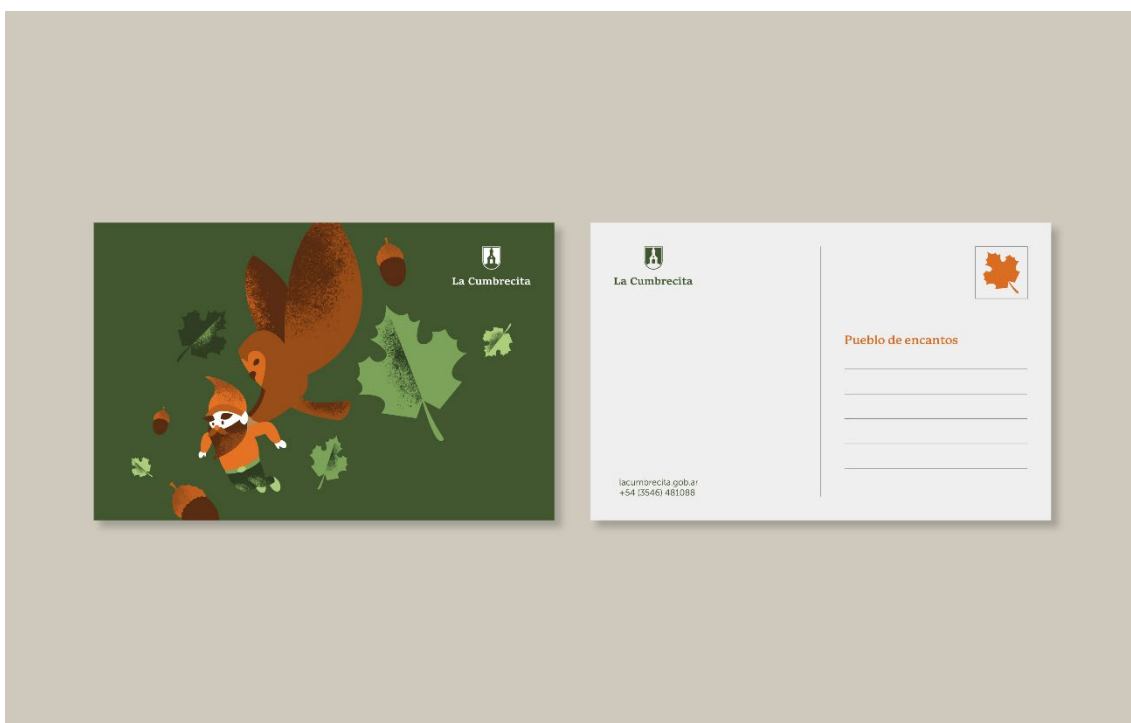 La Cumbrecita
La Cumbrecita
Pueblo de encantos
lacumbrecita.gob.ar
+54 (3546) 481088